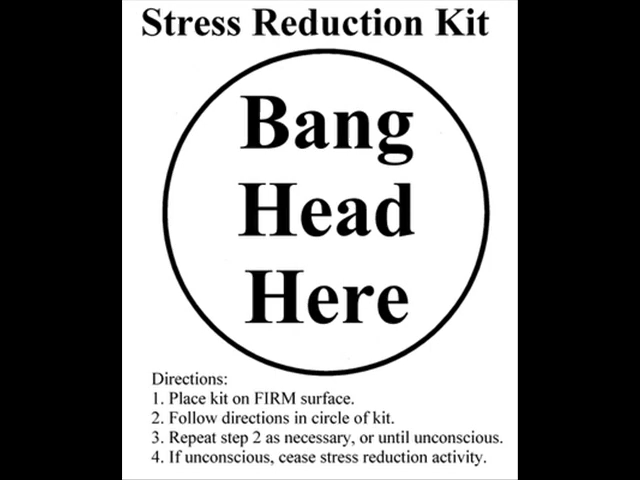 Stress Reduction Kit
Bang
Head
Here
Directions:
1. Place kit on FIRM surface.
2. Follow directions in circle of kit.
3. Repeat step 2 as necessary, or until unconscious.
4. If unconscious, cease stress reduction activity.